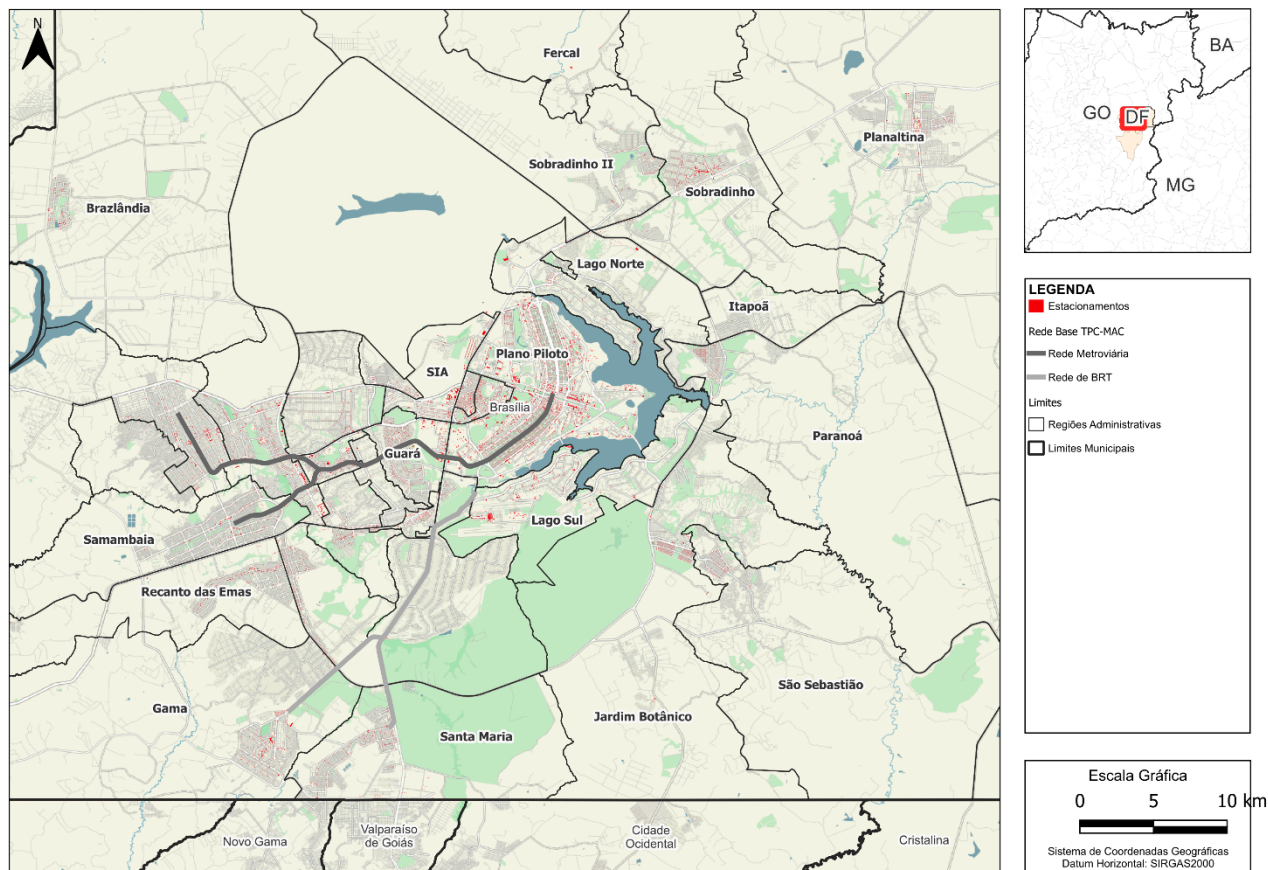 N
Fercal
Planaltina
Sobradinho II
Sobradinho
Brazlândia
Lago Norte
Itapoã
Plano Piloto
SIA
Brasília
Paranoá
Guará
Lago Sul
Samambaia
Recanto das Emas
São Sebastião
Gama
Jardim Botânico
Santa Maria
Novo Gama
Valparaíso
de Goiás
Cidade
Ocidental
Cristalina
BA
GO
DF
MG
LEGENDA
Estacionamentos
Rede Base TPC-MAC
Rede Metroviária
Rede de BRT
Limites
Regiões Administrativas
Limites Municipais
Escala Gráfica
0 5 10 km
Sistema de Coordenadas Geográficas
Datum Horizontal: SIRGAS2000